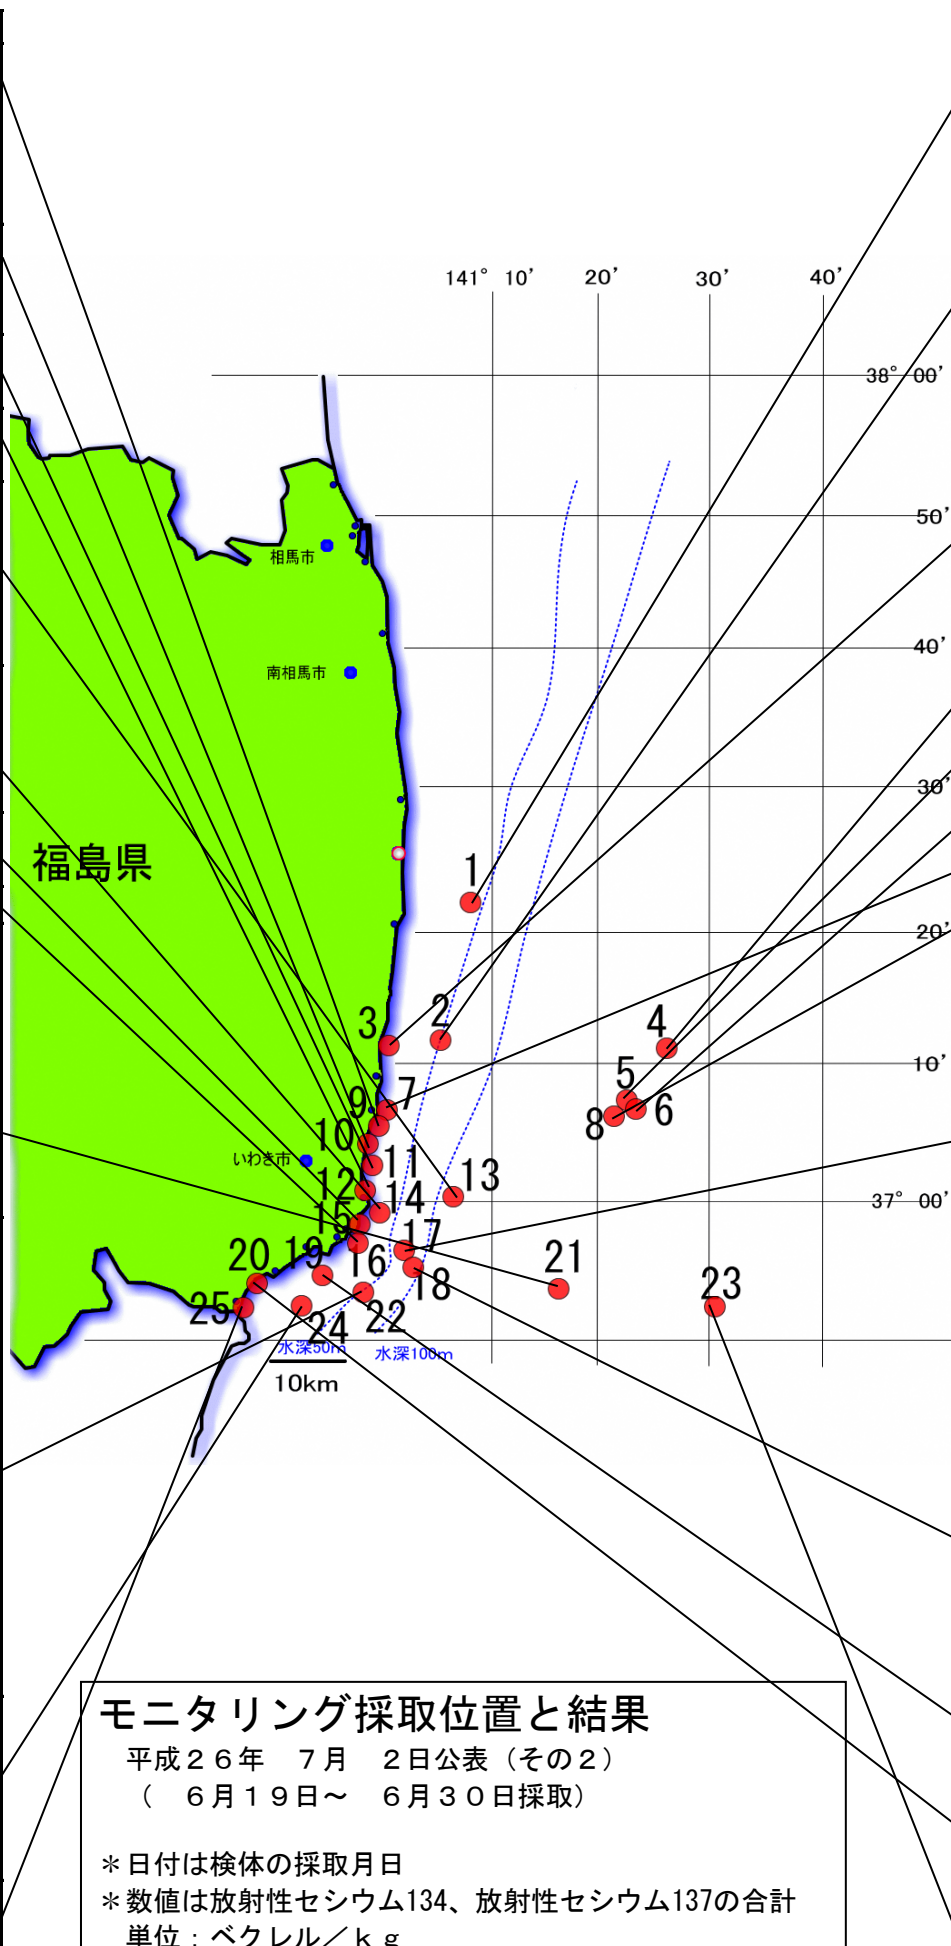 141° 10′ 20′ 30′ 40′
38° 00′
50′
相馬市
40′
南相馬市
30′
福島県
1
20′
3 2 4
10′
5
9 7 6
8
10
いわき市 11 13
12 14
37° 00′
15 17
20 19 16 18 21
25 24 22 23
水深50m 水深100m
10km
モニタリング採取位置と結果
平成26年 7月 2日公表(その2)
( 6月19日~ 6月30日採取)
*日付は検体の採取月日
*数値は放射性セシウム134、放射性セシウム137の合計
単位:ベクレル/kg